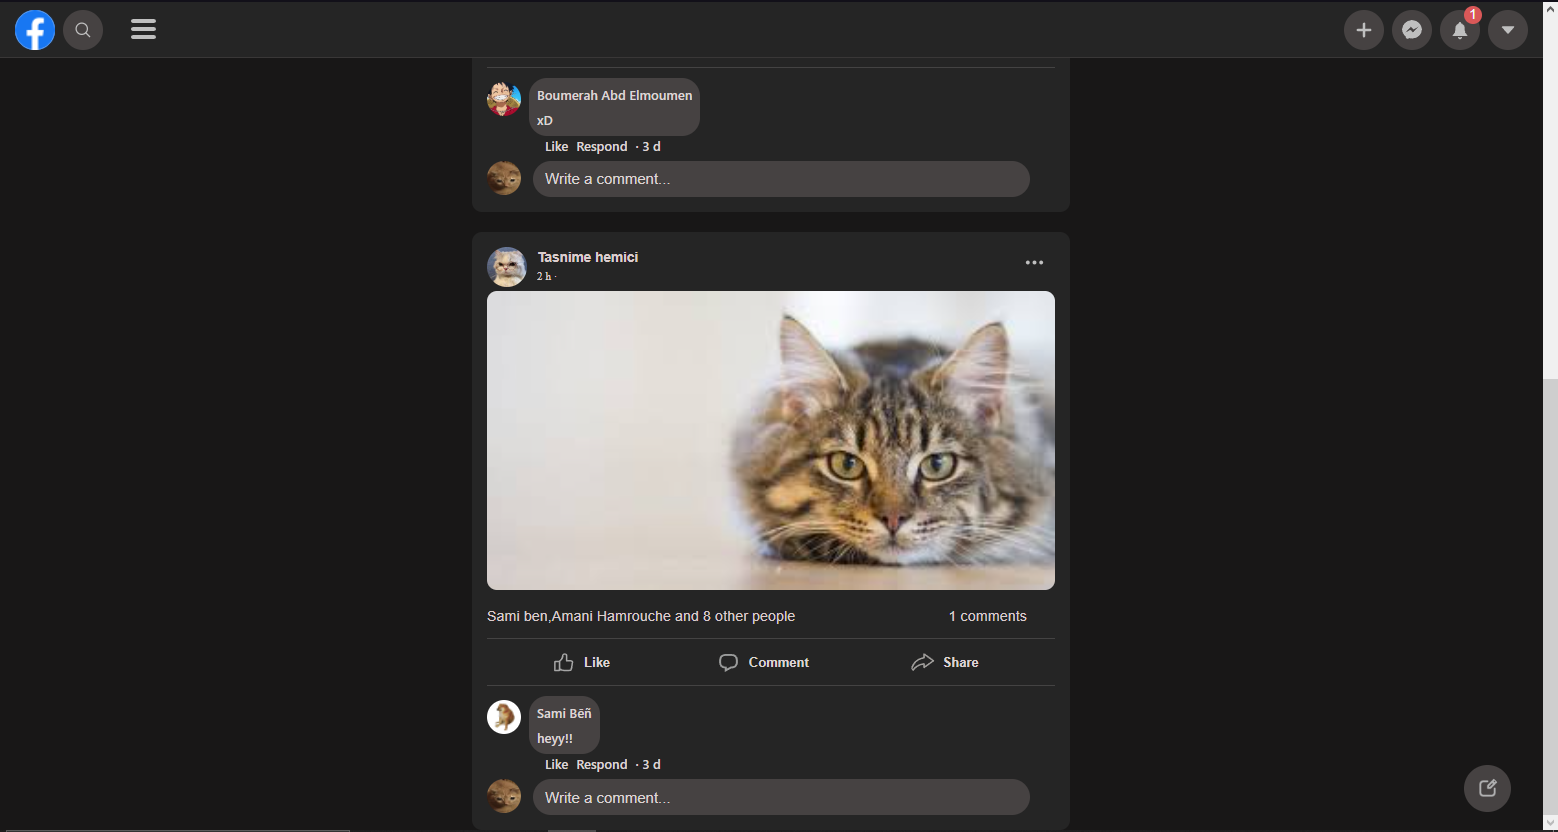 1
Boumerah Abd Elmoumen
xD
Like Respond · 3 d
Write a comment...
Tasnime hemici
2 h ·
Sami ben,Amani Hamrouche and 8 other people 1 comments
Like Comment Share
Sami Bēñ
heyy!!
Like Respond · 3 d
Write a comment...